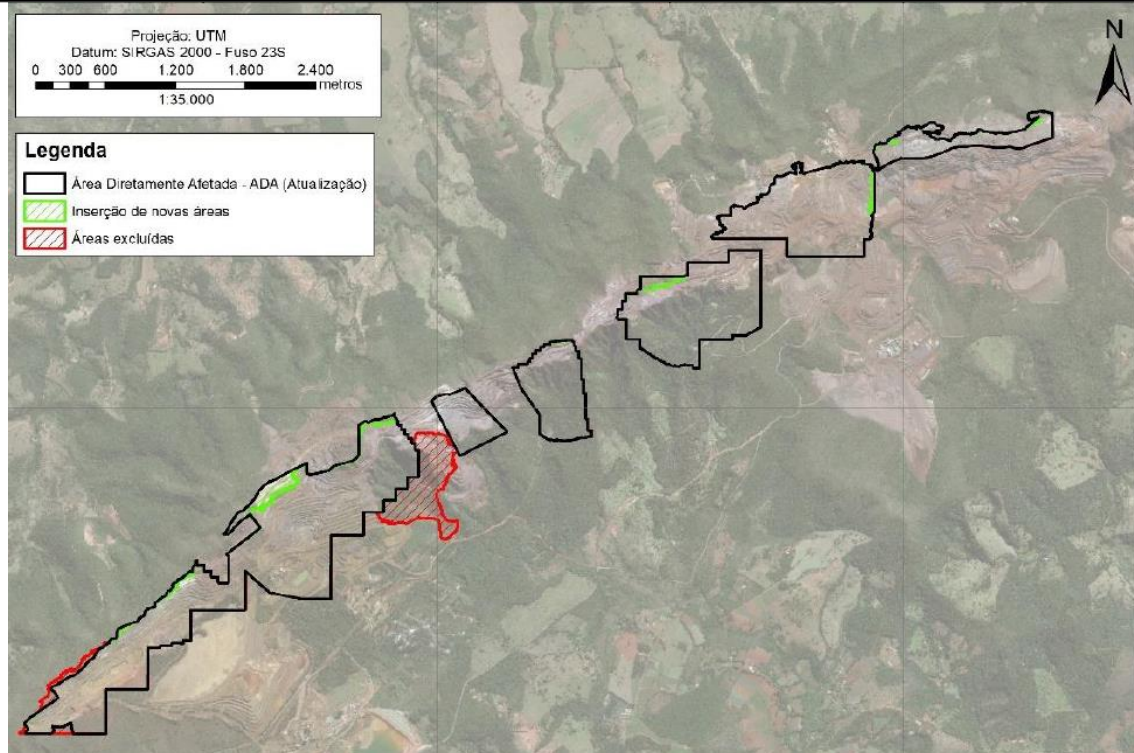 Projeção: UTM
Datum: SIRGAS 2000 - Fuso 23S
0 300 600 1.200 1.800 2.400
metros
1:35.000
N
Legenda
Área Diretamente Afetada - ADA (Atualização)
Inserção de novas áreas
Áreas excluídas